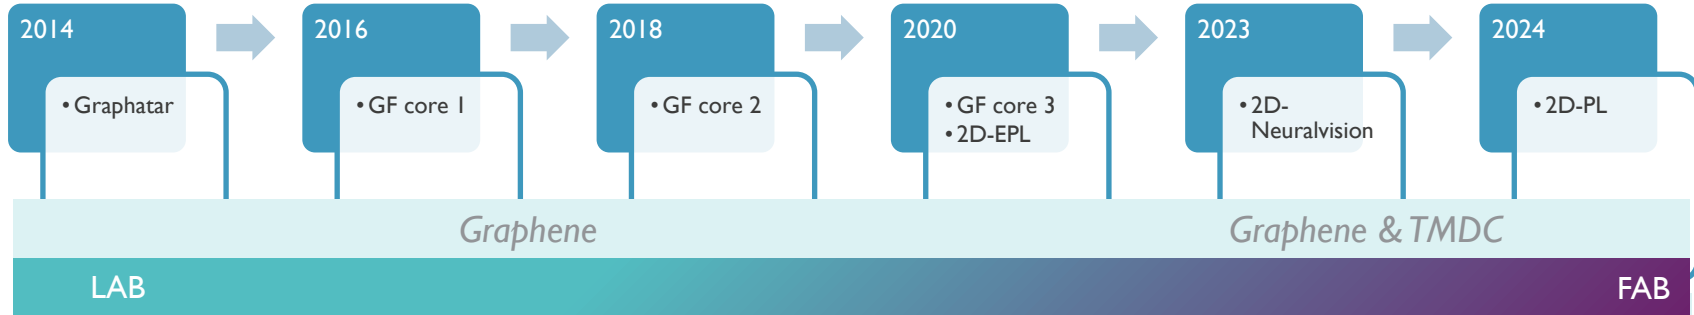 2014
• Graphatar
2016
• GF core 1
2018
• GF core 2
2020
• GF core 3
• 2D-EPL
2023
• 2D-
Neuralvision
2024
• 2D-PL
Graphene
Graphene & TMDC
LAB
FAB